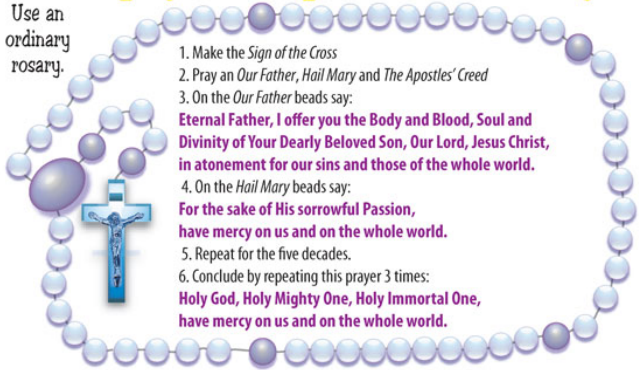 Use an
ordinary
rosary.
1. Make the Sign of the Cross
2. Pray an Our Father, Hail Mary and The Apostles' Creed
3. On the Our Father beads say:
Eternal Father, I offer you the Body and Blood, Soul and
Divinity of Your Dearly Beloved Son, Our Lord, Jesus Christ,
in atonement for our sins and those of the whole world.
4. On the Hail Mary beads say:
For the sake of His sorrowful Passion,
have mercy on us and on the whole world.
5. Repeat for the five decades.
6. Conclude by repeating this prayer 3 times:
Holy God, Holy Mighty One, Holy Immortal One,
have mercy on us and on the whole world.